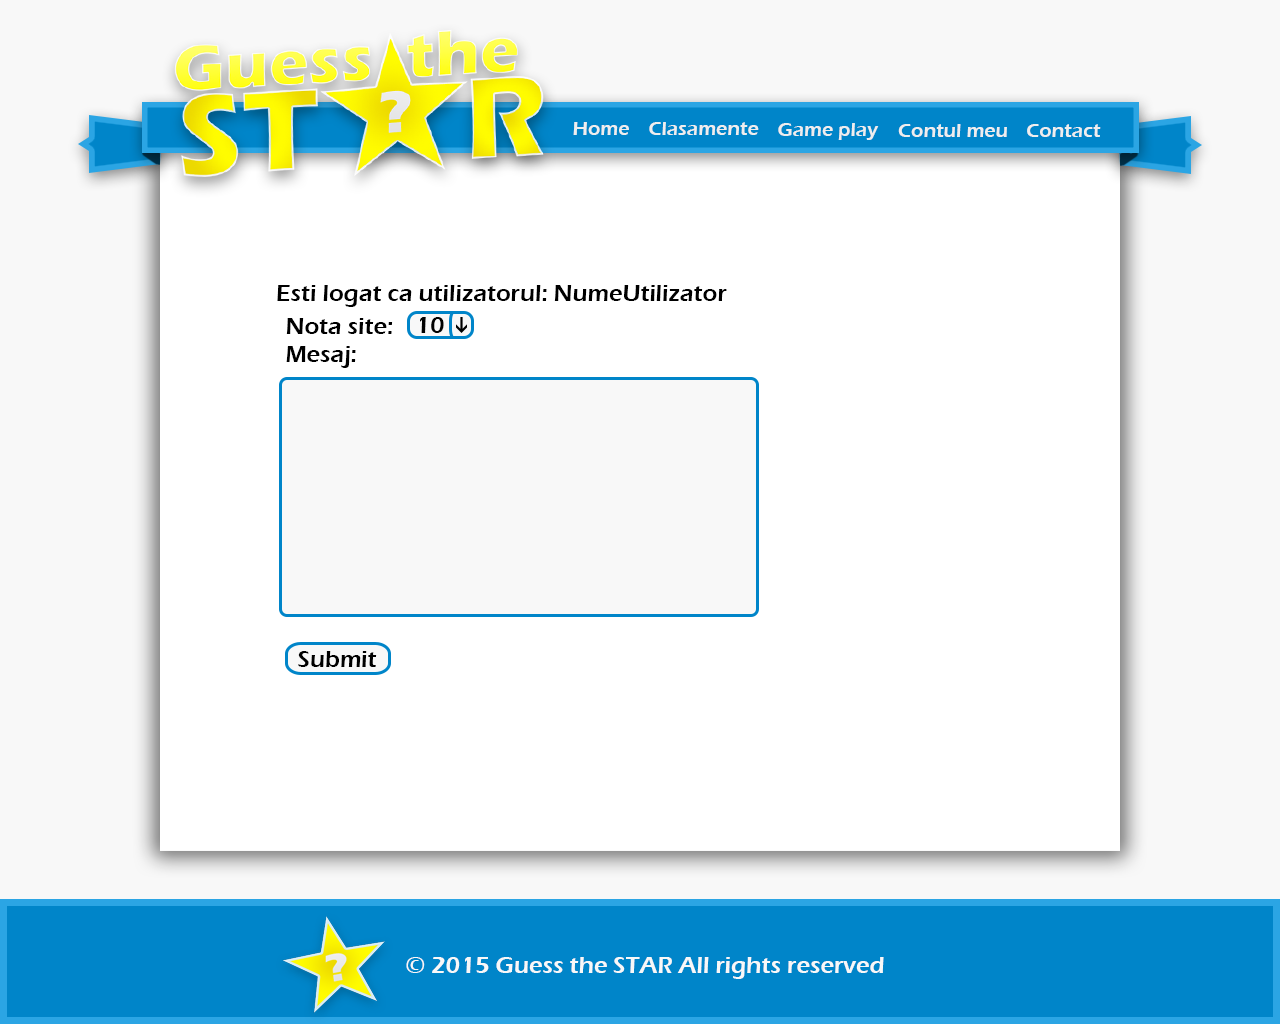 Guess the
ST★R
?
Home Clasamente Game play Contul meu Contact
Esti logat ca utilizatorul: NumeUtilizator
Nota site: 10 ↓
Mesaj:
Submit
?
© 2015 Guess the STAR All rights reserved